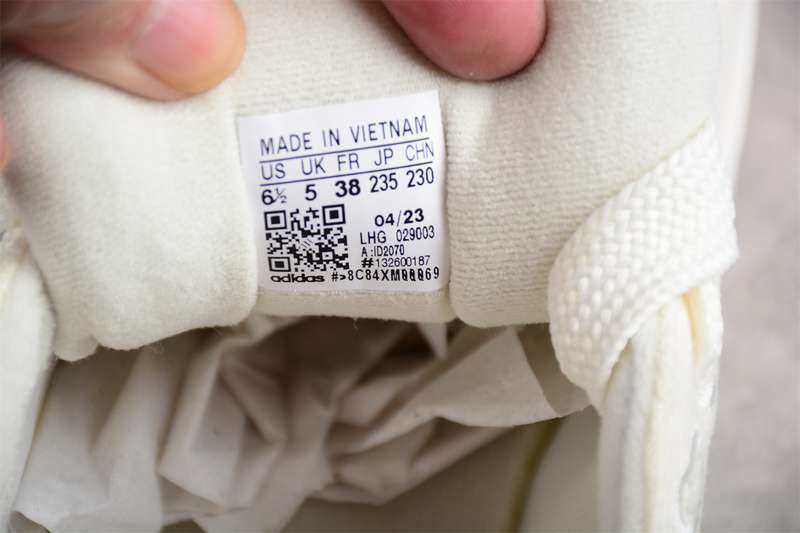 MADE IN VIETNAM
US UK FR JP CHN
6½ 5 38 235 230
04/23
LHG 029003
A:ID2070
#132600187
adidas